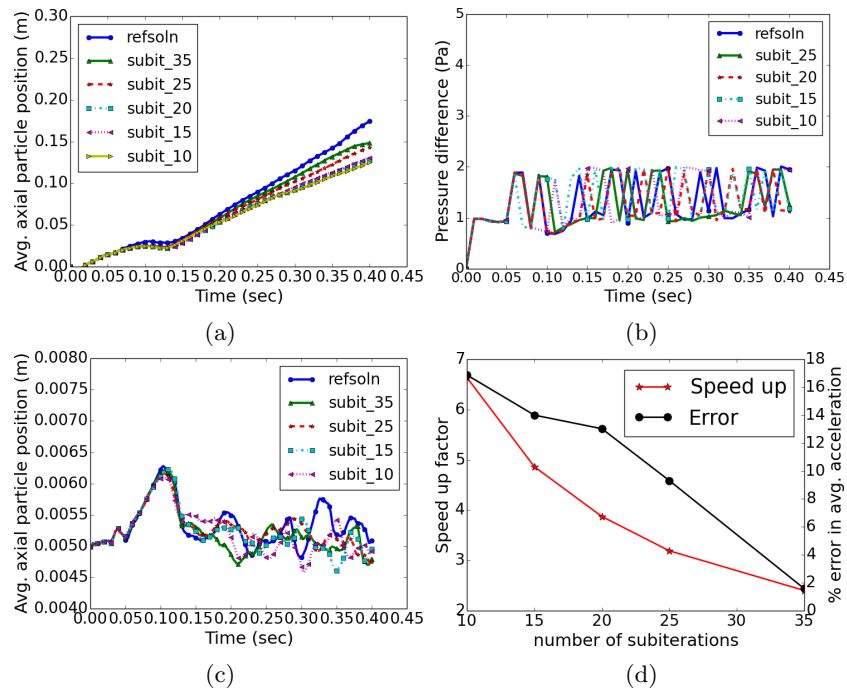 Avg. axial particle position (m)
0.30
0.25
0.20
0.15
0.10
0.05
0.00
0.00 0.05 0.10 0.15 0.20 0.25 0.30 0.35 0.40 0.45
Time (sec)
refsoln
subit_35
subit_25
subit_20
subit_15
subit_10
(a)
Pressure difference (Pa)
5
4
3
2
1
0
0.00 0.05 0.10 0.15 0.20 0.25 0.30 0.35 0.40 0.45
Time (sec)
refsoln
subit_25
subit_20
subit_15
subit_10
(b)
Avg. axial particle position (m)
0.0080
0.0075
0.0070
0.0065
0.0060
0.0055
0.0050
0.0045
0.0040
0.00 0.05 0.10 0.15 0.20 0.25 0.30 0.35 0.40 0.45
Time (sec)
refsoln
subit_35
subit_25
subit_15
subit_10
(c)
Speed up factor
7
6
5
4
3
2
10 15 20 25 30 35
number of subiterations
Speed up
Error
18
16
14
12
10
8
6
4
2
0
% error in avg. acceleration
(d)